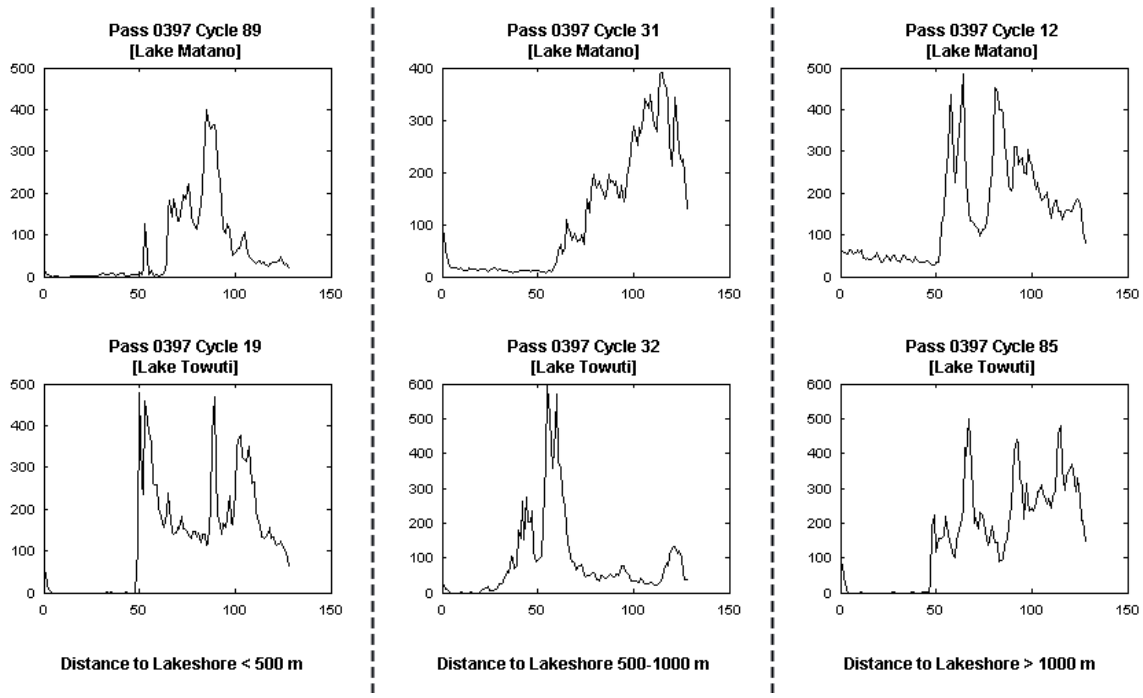 Pass 0397 Cycle 89
[Lake Matano]
500
400
300
200
100
0
0 50 100 150
Pass 0397 Cycle 31
[Lake Matano]
400
300
200
100
0
0 50 100 150
Pass 0397 Cycle 12
[Lake Matano]
500
400
300
200
100
0
0 50 100 150
Pass 0397 Cycle 19
[Lake Towuti]
500
400
300
200
100
0
0 50 100 150
Pass 0397 Cycle 32
[Lake Towuti]
600
500
400
300
200
100
0
0 50 100 150
Pass 0397 Cycle 85
[Lake Towuti]
600
500
400
300
200
100
0
0 50 100 150
Distance to Lakeshore < 500 m
Distance to Lakeshore 500-1000 m
Distance to Lakeshore > 1000 m